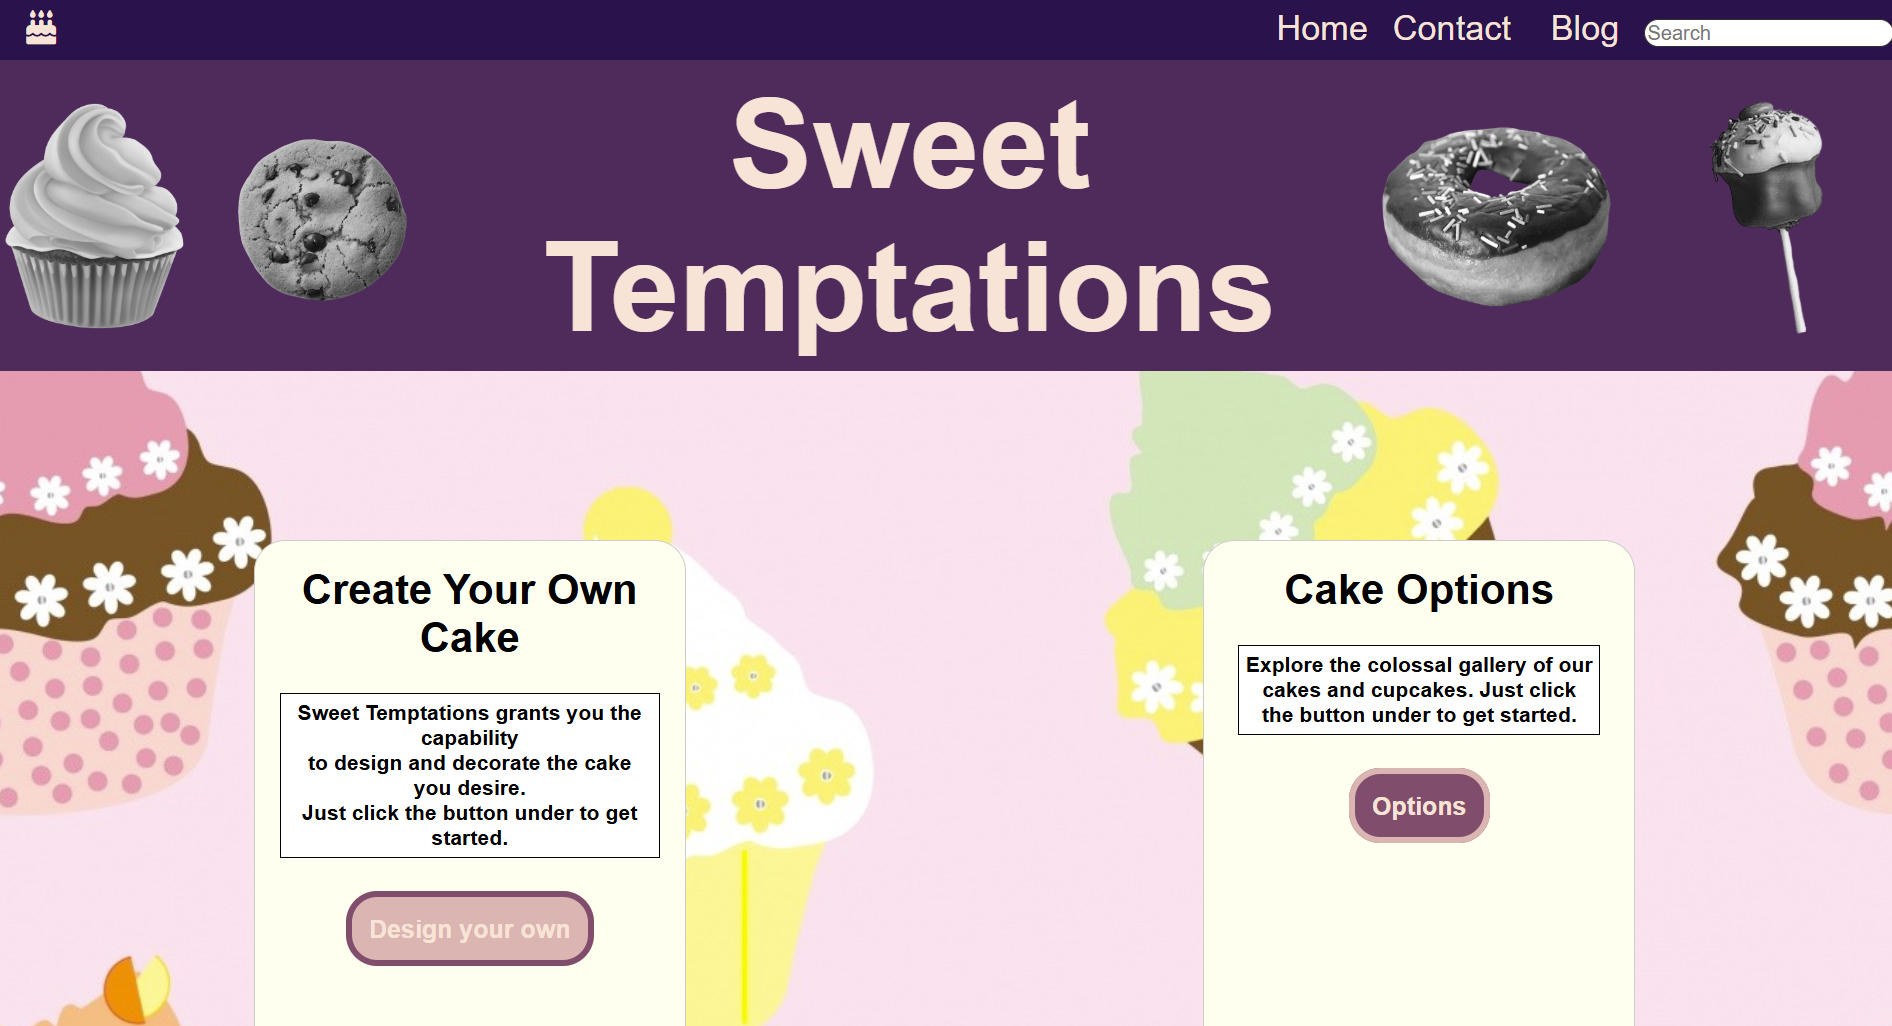 Home Contact Blog Search
Sweet
Temptations
Create Your Own
Cake
Sweet Temptations grants you the
capability
to design and decorate the cake
you desire.
Just click the button under to get
started.
Design your own
Cake Options
Explore the colossal gallery of our
cakes and cupcakes. Just click
the button under to get started.
Options